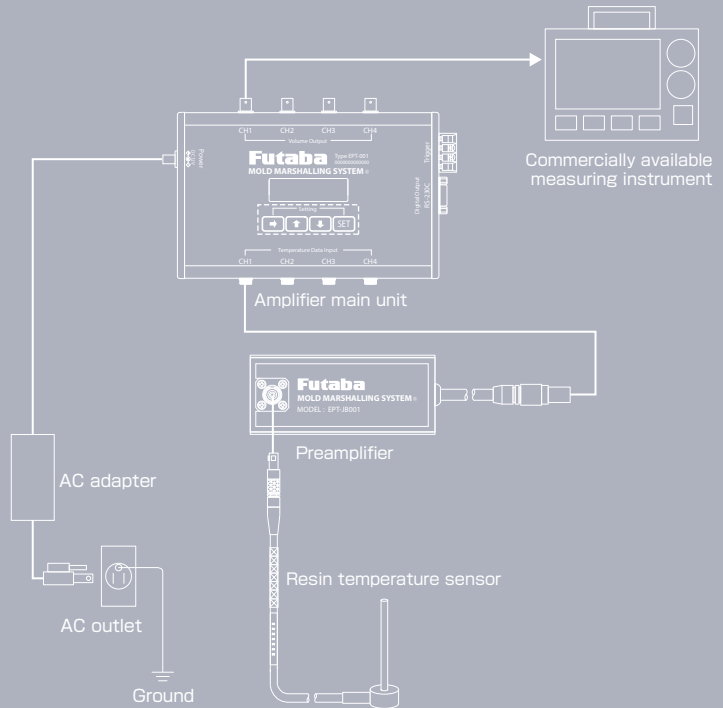 Commercially available
measuring instrument
CH1 CH2 CH3 CH4
Volume Output
Power
Futaba Type EPT-001
MOLD MARSHALLING SYSTEM®
Trigger
Setting
SET
Digital Output
RS-230C
Temperature Data Input
CH1 CH2 CH3 CH4
Amplifier main unit
Futaba
MOLD MARSHALLING SYSTEM®
MODEL : EPT-JB001
Preamplifier
AC adapter
Resin temperature sensor
AC outlet
Ground